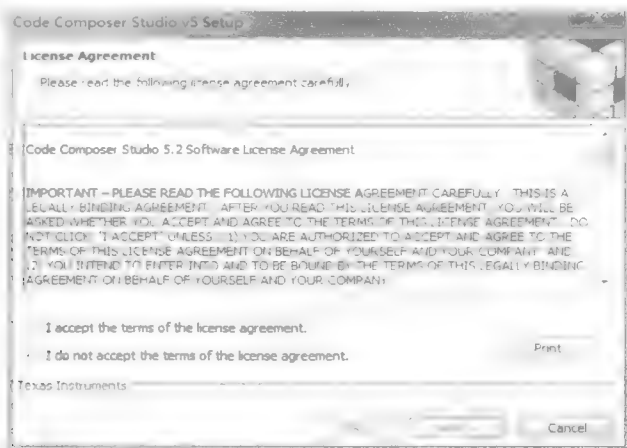 Code Composer Studio v5 Setup
License Agreement
Please read the following license agreement carefully.
Code Composer Studio 5.2 Software License Agreement
IMPORTANT – PLEASE READ THE FOLLOWING LICENSE AGREEMENT CAREFULLY. THIS IS A
LEGALLY BINDING AGREEMENT. AFTER YOU READ THIS LICENSE AGREEMENT, YOU WILL BE
ASKED WHETHER YOU ACCEPT AND AGREE TO THE TERMS OF THIS LICENSE AGREEMENT. DO
NOT CLICK "I ACCEPT" UNLESS: 1) YOU ARE AUTHORIZED TO ACCEPT AND AGREE TO THE
TERMS OF THIS LICENSE AGREEMENT ON BEHALF OF YOURSELF AND YOUR COMPANY; AND
2) YOU INTEND TO ENTER INTO AND TO BE BOUND BY THE TERMS OF THIS LEGALLY BINDING
AGREEMENT ON BEHALF OF YOURSELF AND YOUR COMPANY
I accept the terms of the license agreement.
I do not accept the terms of the license agreement.
Print
Texas Instruments
Cancel